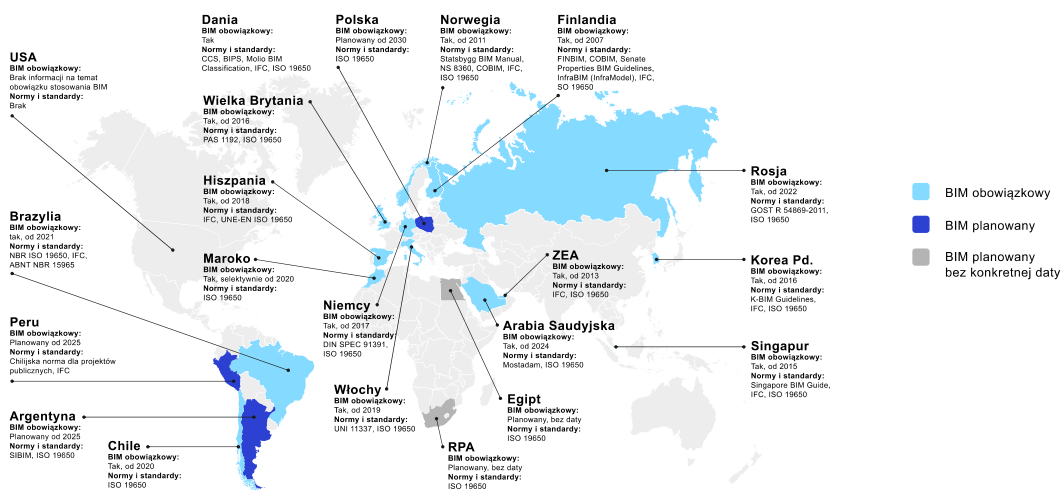 Dania
BIM obowiązkowy:
Tak
Normy i standardy:
CCS, BIPS, Molio BIM
Classification, IFC, ISO 19650
Polska
BIM obowiązkowy:
Planowany od 2030
Normy i standardy:
ISO 19650
Norwegia
BIM obowiązkowy:
Tak, od 2011
Normy i standardy:
Statsbygg BIM Manual,
NS 8360, COBIM, IFC,
ISO 19650
Finlandia
BIM obowiązkowy:
Tak, od 2007
Normy i standardy:
FINBIM, COBIM, Senate
Properties BIM Guidelines,
InfraBIM (InfraModel), IFC,
SO 19650
USA
BIM obowiązkowy:
Brak informacji na temat
obowiązku stosowania BIM
Normy i standardy:
Brak
Wielka Brytania
BIM obowiązkowy:
Tak, od 2016
Normy i standardy:
PAS 1192, ISO 19650
Hiszpania
BIM obowiązkowy:
Tak, od 2018
Normy i standardy:
IFC, UNE-EN ISO 19650
Rosja
BIM obowiązkowy:
Tak, od 2022
Normy i standardy:
GOST R 54869-2011,
ISO 19650
BIM obowiązkowy
BIM planowany
BIM planowany
bez konkretnej daty
Brazylia
BIM obowiązkowy:
tak, od 2021
Normy i standardy:
NBR ISO 19650, IFC,
ABNT NBR 15965
Maroko
BIM obowiązkowy:
Tak, selektywnie od 2020
Normy i standardy:
ISO 19650
ZEA
BIM obowiązkowy:
Tak, od 2013
Normy i standardy:
IFC, ISO 19650
Korea Pd.
BIM obowiązkowy:
Tak, od 2016
Normy i standardy:
K-BIM Guidelines,
IFC, ISO 19650
Niemcy
BIM obowiązkowy:
Tak, od 2017
Normy i standardy:
DIN SPEC 91391,
ISO 19650
Arabia Saudyjska
BIM obowiązkowy:
Tak, od 2024
Normy i standardy:
Mostadam, ISO 19650
Peru
BIM obowiązkowy:
Planowany od 2025
Normy i standardy:
Chilijska norma dla projektów
publicznych, IFC
Singapur
BIM obowiązkowy:
Tak, od 2015
Normy i standardy:
Singapore BIM Guide,
IFC, ISO 19650
Włochy
BIM obowiązkowy:
Tak, od 2019
Normy i standardy:
UNI 11337, ISO 19650
Egipt
BIM obowiązkowy:
Planowany, bez daty
Normy i standardy:
ISO 19650
Argentyna
BIM obowiązkowy:
Planowany od 2025
Normy i standardy:
SIBIM, ISO 19650
Chile
BIM obowiązkowy:
Tak, od 2020
Normy i standardy:
ISO 19650
RPA
BIM obowiązkowy:
Planowany, bez daty
Normy i standardy:
ISO 19650